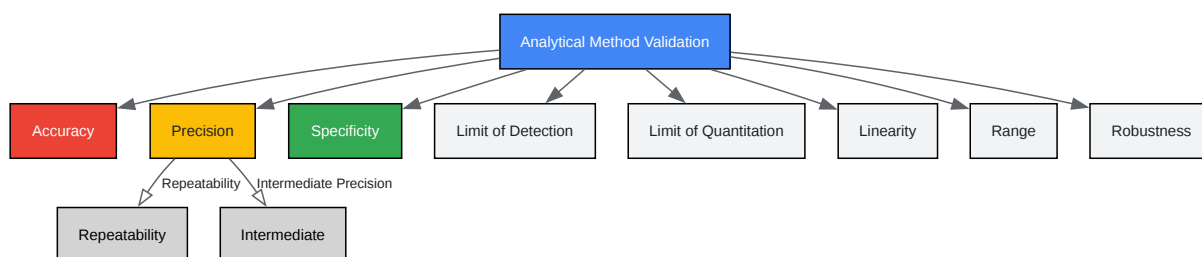 Analytical Method Validation
Accuracy
Precision
Specificity
Limit of Detection
Limit of Quantitation
Linearity
Range
Robustness
Repeatability
Intermediate Precision
Repeatability
Intermediate